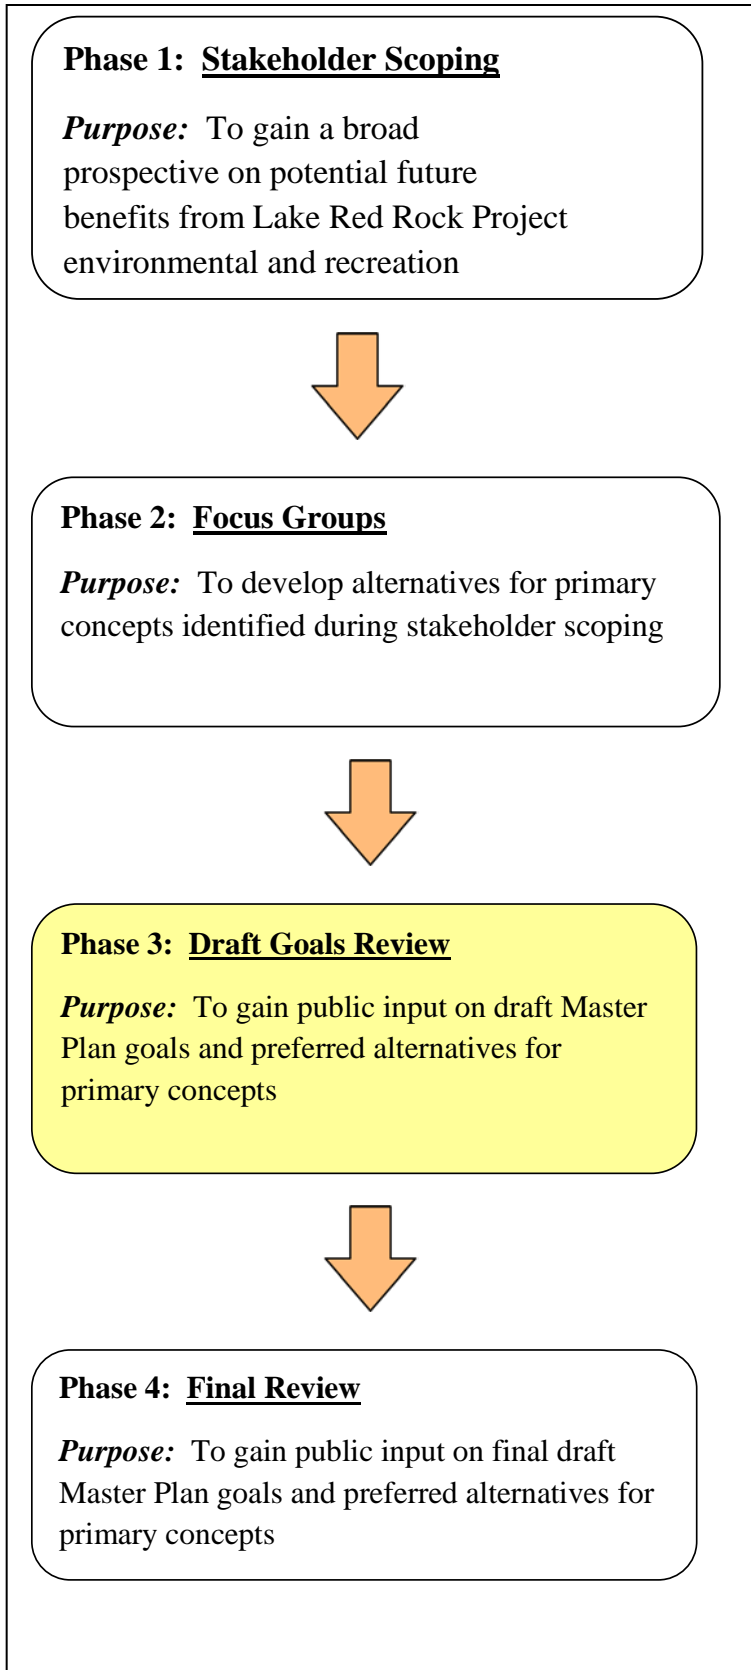 Phase 1: Stakeholder Scoping
Purpose: To gain a broad
prospective on potential future
benefits from Lake Red Rock Project
environmental and recreation
Phase 2: Focus Groups
Purpose: To develop alternatives for primary
concepts identified during stakeholder scoping
Phase 3: Draft Goals Review
Purpose: To gain public input on draft Master
Plan goals and preferred alternatives for
primary concepts
Phase 4: Final Review
Purpose: To gain public input on final draft
Master Plan goals and preferred alternatives for
primary concepts